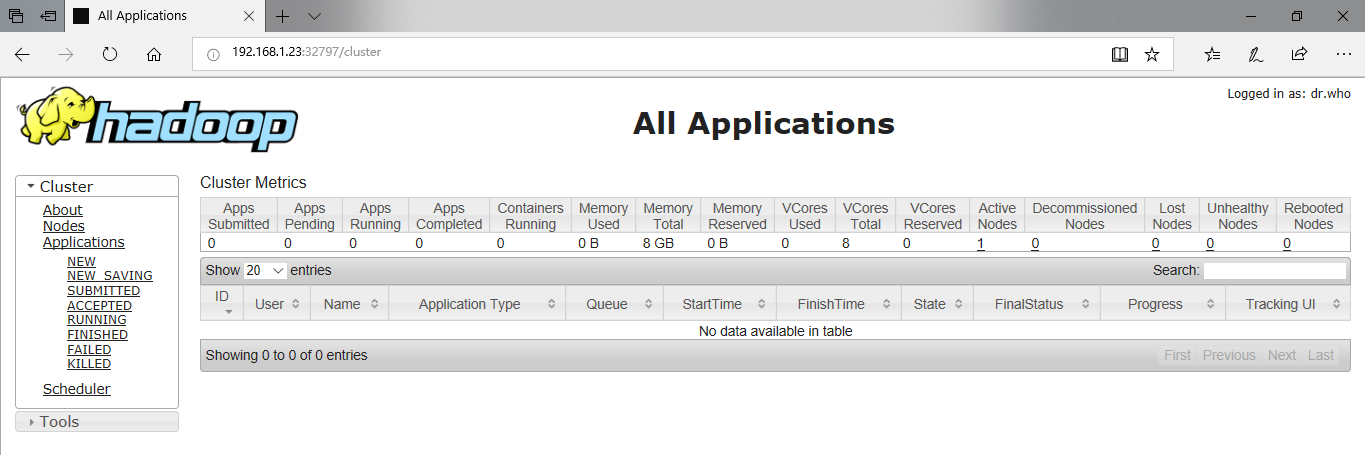 All Applications
192.168.1.23:32797/cluster
Logged in as: dr.who
hadoop
All Applications
Cluster
About
Nodes
Applications
NEW
NEW_SAVING
SUBMITTED
ACCEPTED
RUNNING
FINISHED
FAILED
KILLED
Scheduler
Tools
Cluster Metrics
Apps Submitted Apps Pending Apps Running Apps Completed Containers Running Memory Used Memory Total Memory Reserved VCores Used VCores Total VCores Reserved Active Nodes Decommissioned Nodes Lost Nodes Unhealthy Nodes Rebooted Nodes
0 0 0 0 0 0 B 8 GB 0 B 0 8 0 1 0 0 0 0
Show 20 entries Search:
ID User Name Application Type Queue StartTime FinishTime State FinalStatus Progress Tracking UI
No data available in table
Showing 0 to 0 of 0 entries First Previous Next Last